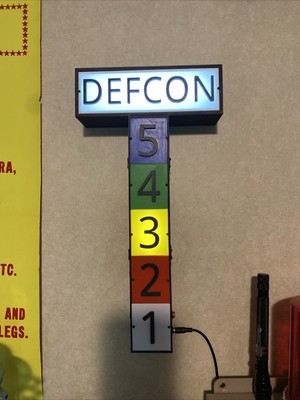 DEFCON
5
4
3
2
1
RA,
TC.
AND
LEGS.